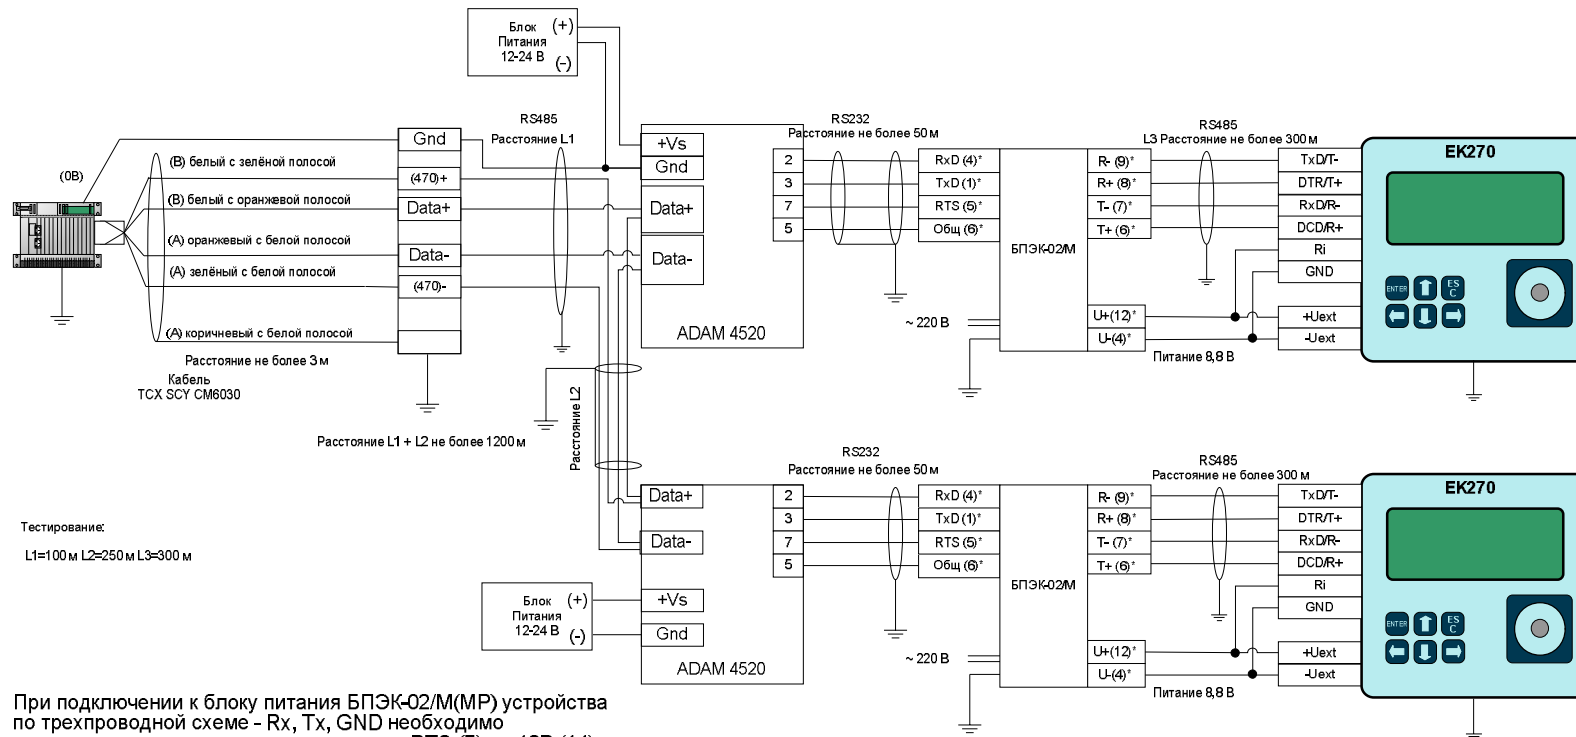 Блок (+)
Питания
12-24 В (-)
RS485
Расстояние L1
RS232
Расстояние не более 50 м
RS485
L3 Расстояние не более 300 м
(0В)
(В) белый с зелёной полосой
(В) белый с оранжевой полосой
(А) оранжевый с белой полосой
(А) зелёный с белой полосой
(А) коричневый с белой полосой
Расстояние не более 3 м
Кабель
TCX SCY CM6030
Gnd
(470)+
Data+
Data-
(470)-
+Vs
Gnd
Data+
Data-
ADAM 4520
2
3
7
5
RxD (4)*
TxD (1)*
RTS (5)*
Общ (6)*
~ 220 В
БПЭК-02/М
R- (9)*
R+ (8)*
T- (7)*
T+ (6)*
U+(12)*
U-(4)*
Питание 8,8 В
TxD/T-
DTR/T+
RxD/R-
DCD/R+
Ri
GND
+Uext
-Uext
EK270
ENTER
ES
C
Расстояние L2
Расстояние L1 + L2 не более 1200 м
Тестирование:
L1=100 м L2=250 м L3=300 м
RS232
Расстояние не более 50 м
RS485
Расстояние не более 300 м
Data+
Data-
+Vs
Gnd
ADAM 4520
Блок (+)
Питания
12-24 В (-)
2
3
7
5
RxD (4)*
TxD (1)*
RTS (5)*
Общ (6)*
~ 220 В
БПЭК-02/М
R- (9)*
R+ (8)*
T- (7)*
T+ (6)*
U+(12)*
U-(4)*
Питание 8,8 В
TxD/T-
DTR/T+
RxD/R-
DCD/R+
Ri
GND
+Uext
-Uext
EK270
ENTER
ES
C
При подключении к блоку питания БПЭК-02/М(МР) устройства
по трехпроводной схеме - Rx, Tx, GND необходимо